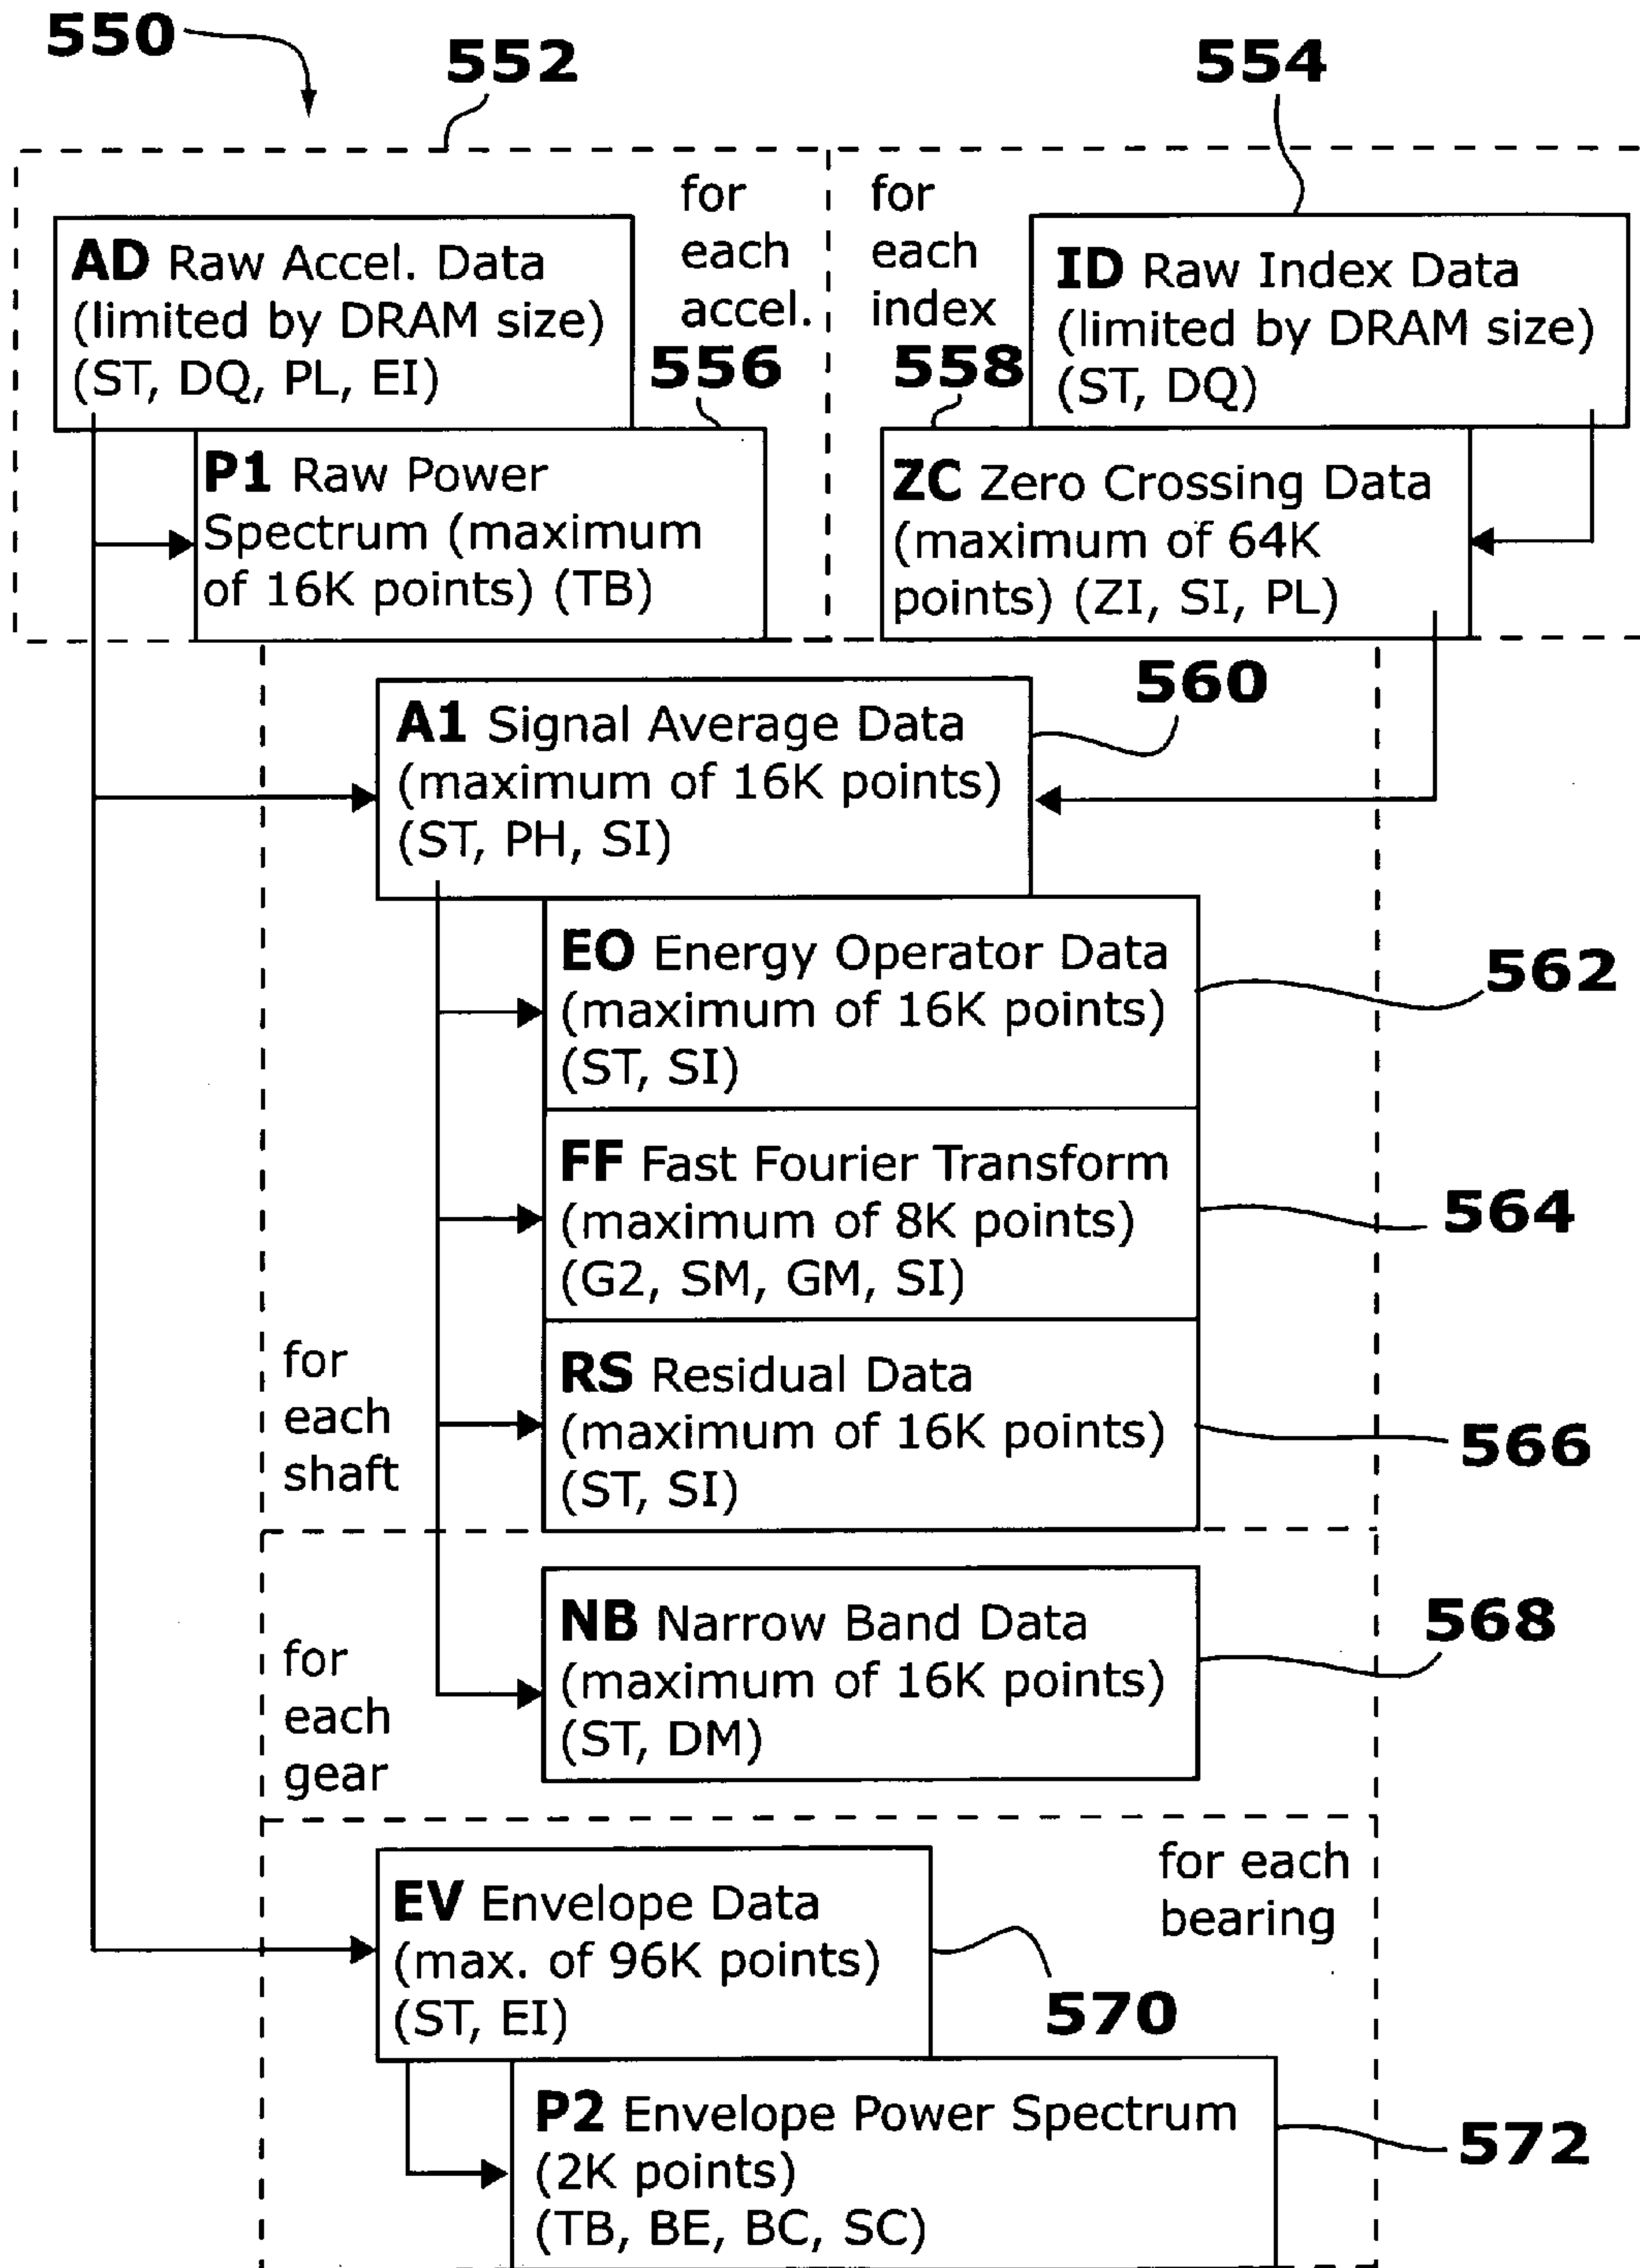 550
552
554
for
each
accel.
for
each
index
AD Raw Accel. Data
(limited by DRAM size)
(ST, DQ, PL, EI)
ID Raw Index Data
(limited by DRAM size)
(ST, DQ)
556
558
P1 Raw Power
Spectrum (maximum
of 16K points) (TB)
ZC Zero Crossing Data
(maximum of 64K
points) (ZI, SI, PL)
560
A1 Signal Average Data
(maximum of 16K points)
(ST, PH, SI)
EO Energy Operator Data
(maximum of 16K points)
(ST, SI)
562
FF Fast Fourier Transform
(maximum of 8K points)
(G2, SM, GM, SI)
564
for
each
shaft
RS Residual Data
(maximum of 16K points)
(ST, SI)
566
for
each
gear
NB Narrow Band Data
(maximum of 16K points)
(ST, DM)
568
for each
bearing
EV Envelope Data
(max. of 96K points)
(ST, EI)
570
P2 Envelope Power Spectrum
(2K points)
(TB, BE, BC, SC)
572